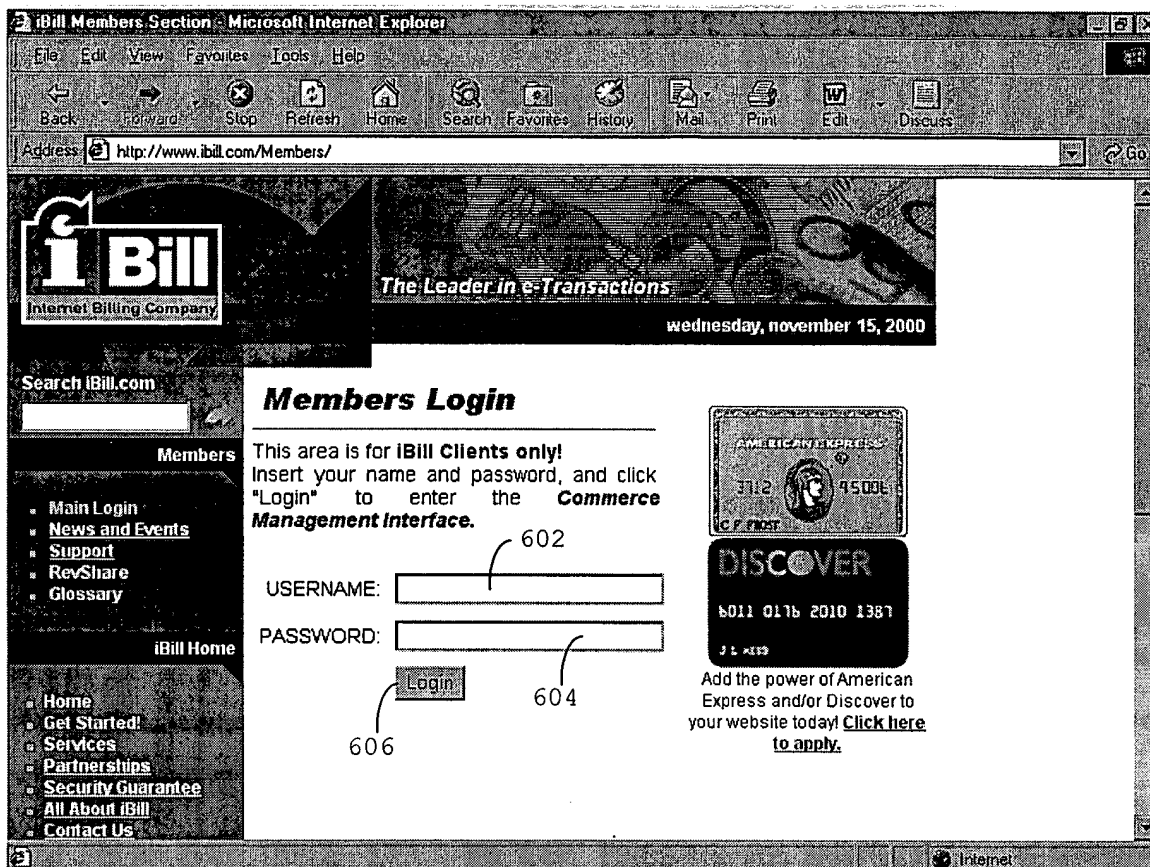 iBill Members Section - Microsoft Internet Explorer
File Edit View Favorites Tools Help
Back Forward Stop Refresh Home Search Favorites History Mail Print Edit Discuss
Address http://www.ibill.com/Members/ Go
i Bill
Internet Billing Company
The Leader in e-Transactions
wednesday, november 15, 2000
Search iBill.com
Members
Main Login
News and Events
Support
RevShare
Glossary
iBill Home
Home
Get Started!
Services
Partnerships
Security Guarantee
All About iBill
Contact Us
Members Login
This area is for iBill Clients only!
Insert your name and password, and click
"Login" to enter the Commerce
Management Interface.
602
USERNAME:
PASSWORD:
Login
604
606
AMERICAN EXPRESS
3712 95006
C F FROST
DISCOVER
6011 0176 2010 1387
Add the power of American
Express and/or Discover to
your website today! Click here
to apply.
Internet